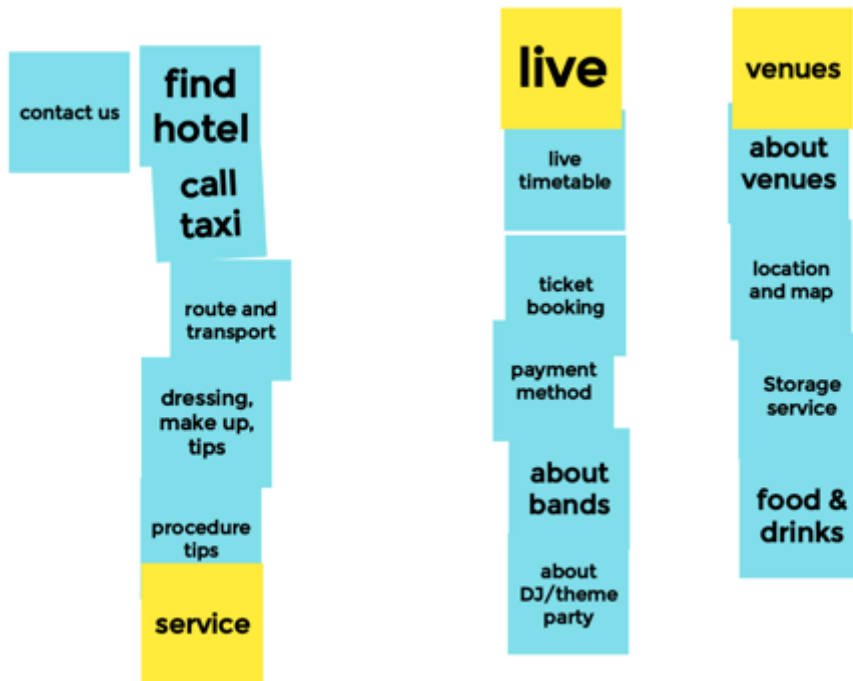 contact us
find
hotel
call
taxi
route and
transport
dressing,
make up,
tips
procedure
tips
service
live
live
timetable
ticket
booking
payment
method
about
bands
about
DJ/theme
party
venues
about
venues
location
and map
Storage
service
food &
drinks